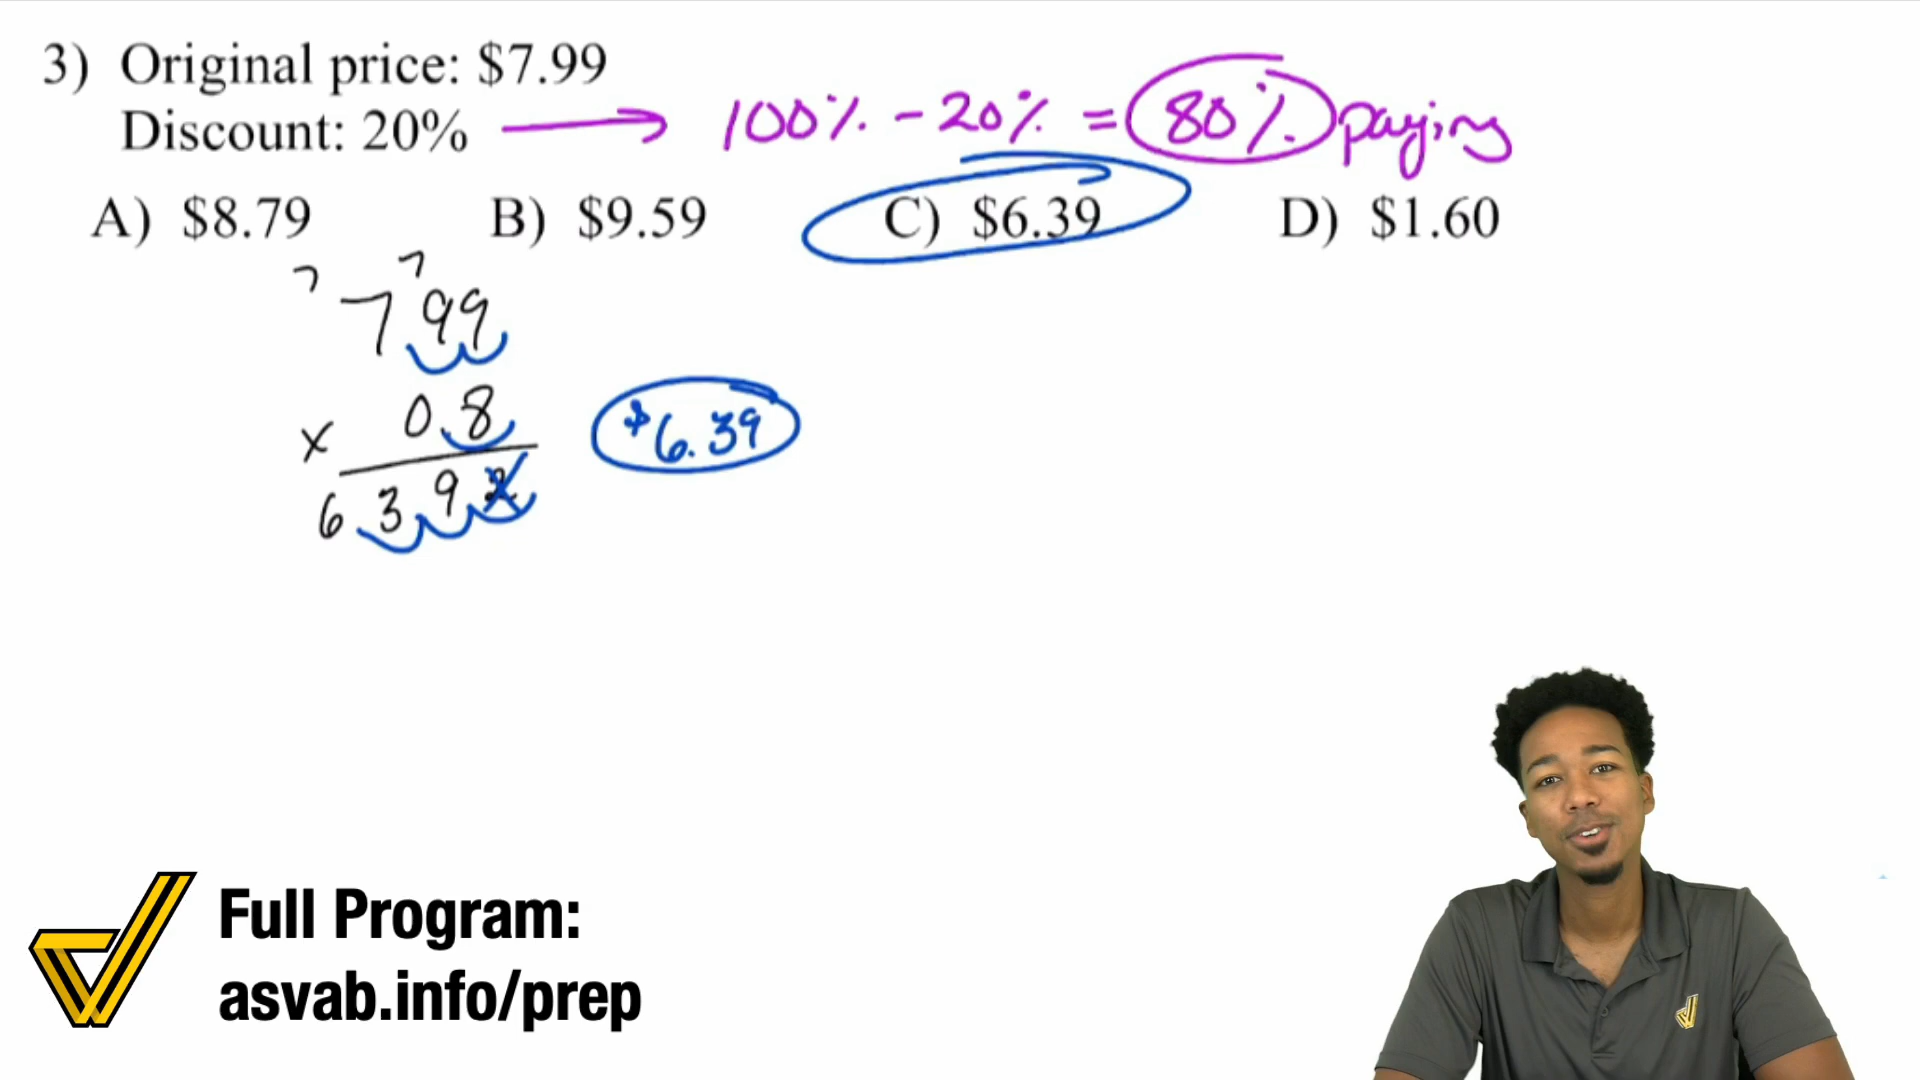 3) Original price: $7.99
Discount: 20% 100% - 20% = 80% paying
A) $8.79 B) $9.59 C) $6.39 D) $1.60
7 7
7 99
x 0.8
6.392
$6.39
Full Program:
asvab.info/prep